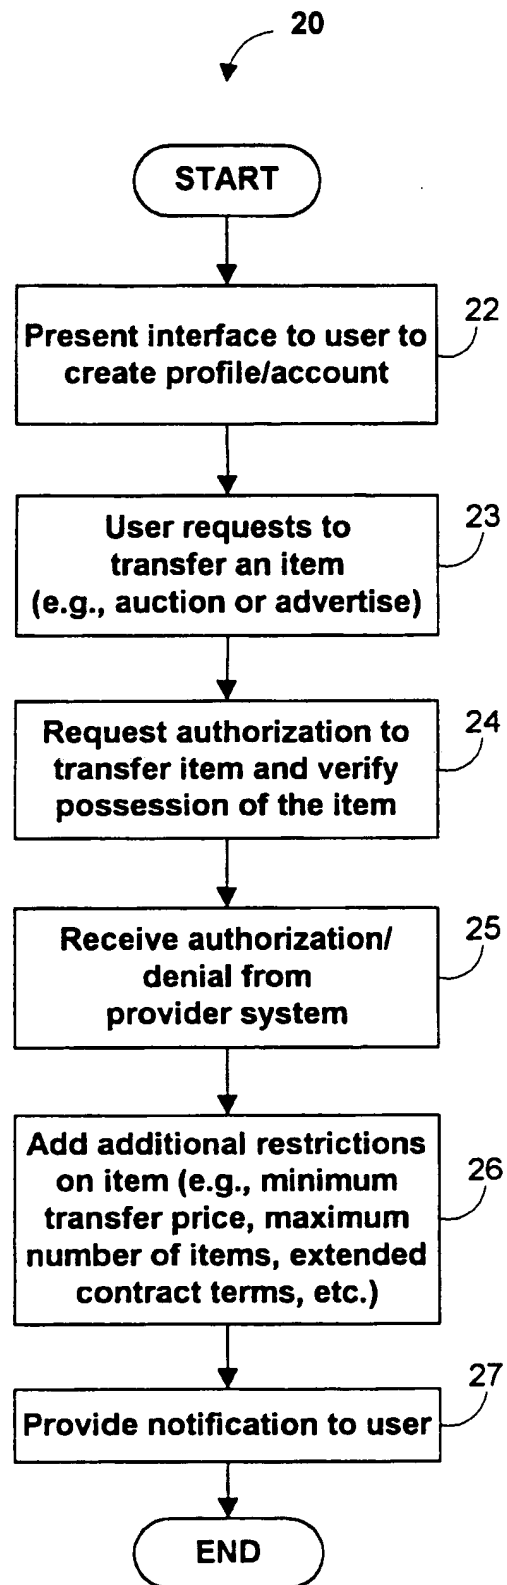 20
START
Present interface to user to
create profile/account
22
User requests to
transfer an item
(e.g., auction or advertise)
23
Request authorization to
transfer item and verify
possession of the item
24
Receive authorization/
denial from
provider system
25
Add additional restrictions
on item (e.g., minimum
transfer price, maximum
number of items, extended
contract terms, etc.)
26
Provide notification to user
27
END